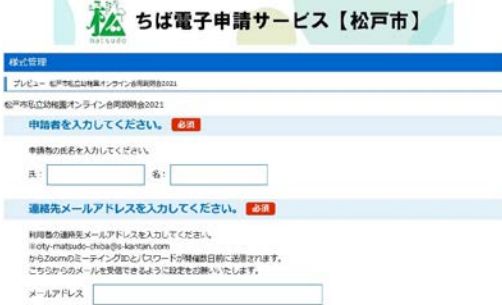 松
matsudo
ちば電子申請サービス【松戸市】
様式管理
プレビュー 松戸市私立幼稚園オンライン合同説明会2021
松戸市私立幼稚園オンライン合同説明会2021
申請者を入力してください。 必須
申請者の氏名を入力してください。
氏： 名：
連絡先メールアドレスを入力してください。 必須
利用者の連絡先メールアドレスを入力してください。
※city-matsudo-chiba@s-kantan.com
からZoomのミーティングIDとパスワードが開催数日前に送信されます。
こちらからのメールを受信できるように設定をお願いいたします。
メールアドレス